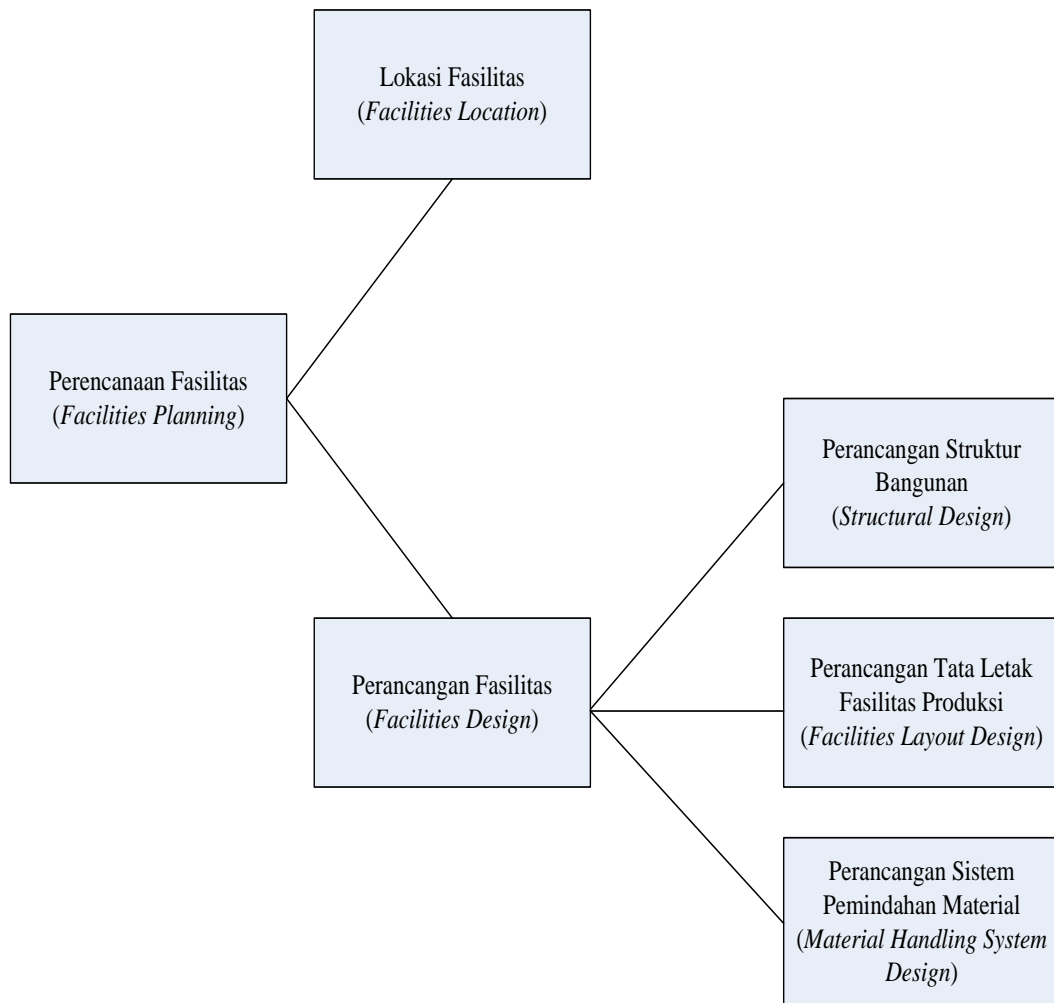 Lokasi Fasilitas
(Facilities Location)
Perencanaan Fasilitas
(Facilities Planning)
Perancangan Struktur
Bangunan
(Structural Design)
Perancangan Fasilitas
(Facilities Design)
Perancangan Tata Letak
Fasilitas Produksi
(Facilities Layout Design)
Perancangan Sistem
Pemindahan Material
(Material Handling System
Design)